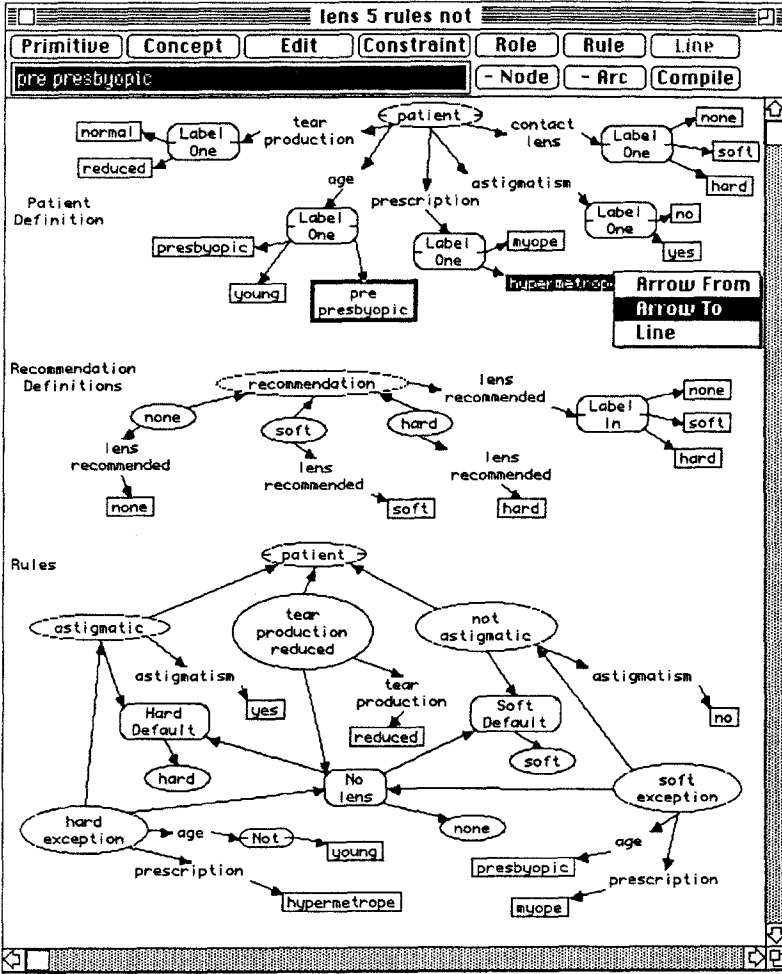 lens 5 rules not
Primitive Concept Edit Constraint Role Rule Line
pre presbyopic
- Node - Arc Compile
patient
tear
production
contact
lens
none
normal
Label
One
Label
One
soft
reduced
hard
age
astigmatism
Patient
Definition
prescription
Label
One
Label
One
no
Label
One
myope
presbyopic
yes
young
pre
presbyopic
hypermetrope
Arrow From
Arrow To
Line
Recommendation
Definitions
recommendation
lens
recommended
none
none
soft
hard
Label
In
soft
lens
recommended
hard
lens
recommended
lens
recommended
none
soft
hard
Rules
patient
astigmatic
tear
production
reduced
not
astigmatic
astigmatism
yes
tear
production
astigmatism
Hard
Default
Soft
Default
no
reduced
hard
soft
No
lens
soft
exception
hard
exception
age
Not
none
young
age
presbyopic
prescription
prescription
hypermetrope
myope